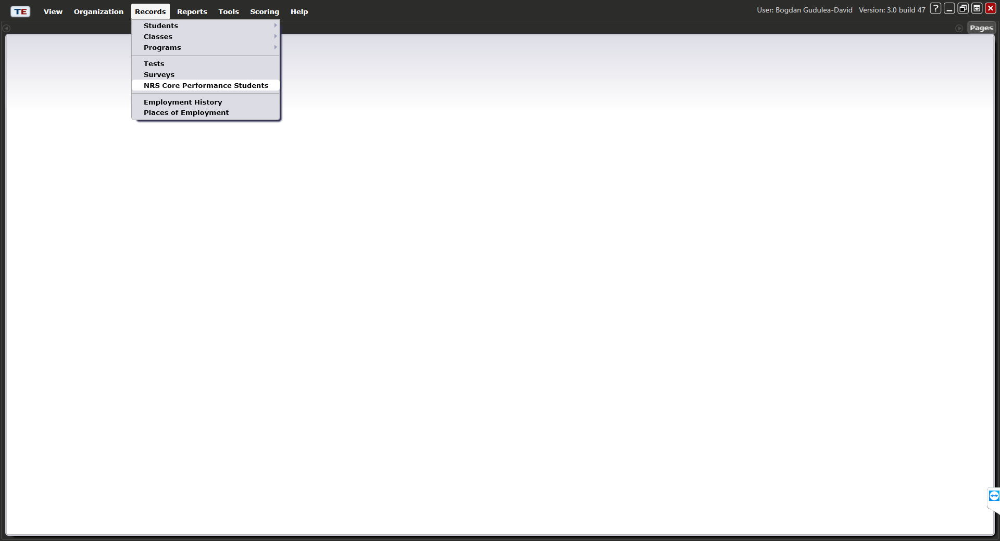 TE View Organization Records Reports Tools Scoring Help User: Bogdan Gudulea-David Version: 3.0 build 47 ?
Pages
Students
Classes
Programs
Tests
Surveys
NRS Core Performance Students
Employment History
Places of Employment